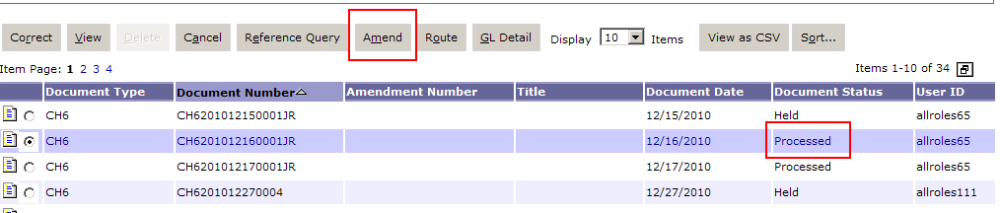 Correct View Delete Cancel Reference Query Amend Route GL Detail Display 10 Items View as CSV Sort...
Item Page: 1 2 3 4 Items 1-10 of 34
Document Type Document Number Amendment Number Title Document Date Document Status User ID
CH6 CH6201012150001JR 12/15/2010 Held allroles65
CH6 CH6201012160001JR 12/16/2010 Processed allroles65
CH6 CH6201012170001JR 12/17/2010 Processed allroles65
CH6 CH6201012270004 12/27/2010 Held allroles111